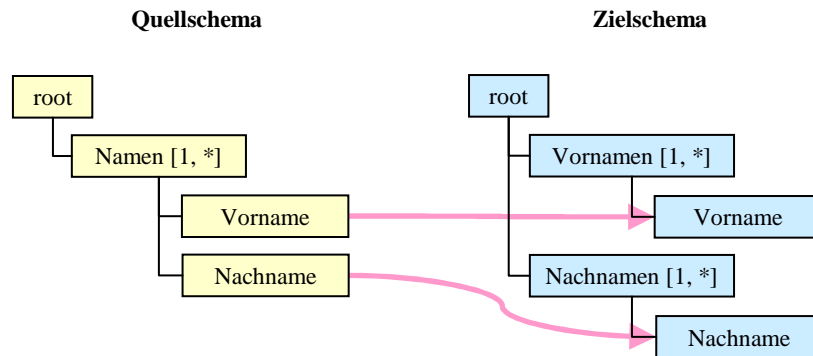 Quellschema
Zielschema
root
root
Namen [1, *]
Vornamen [1, *]
Vorname
Vorname
Nachname
Nachnamen [1, *]
Nachname